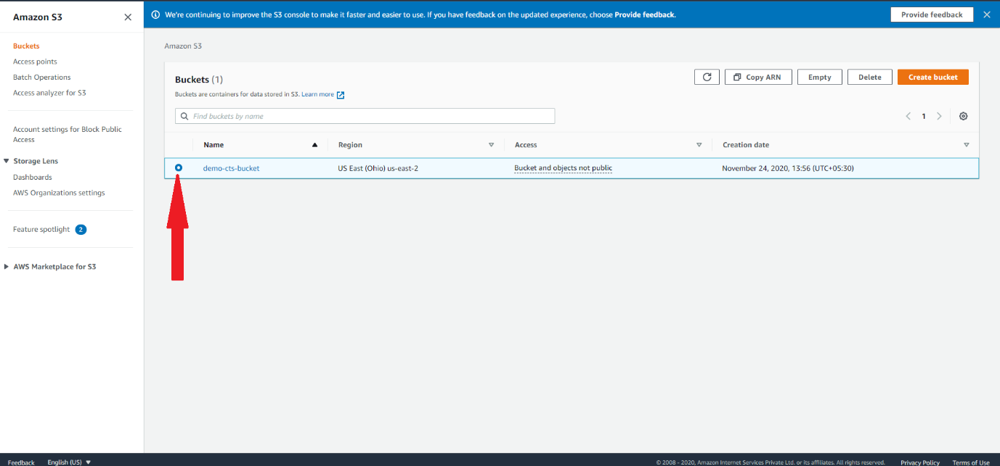 Amazon S3
Buckets
Access points
Batch Operations
Access analyzer for S3
Account settings for Block Public
Access
Storage Lens
Dashboards
AWS Organizations settings
Feature spotlight 2
AWS Marketplace for S3
We're continuing to improve the S3 console to make it faster and easier to use. If you have feedback on the updated experience, choose Provide feedback.
Provide feedback
Amazon S3
Buckets (1)
Copy ARN
Empty
Delete
Create bucket
Buckets are containers for data stored in S3. Learn more
Find buckets by name
1
Name Region Access Creation date
demo-cts-bucket US East (Ohio) us-east-2 Bucket and objects not public November 24, 2020, 13:56 (UTC+05:30)
Feedback English (US) © 2008 - 2020, Amazon Internet Services Private Ltd. or its affiliates. All rights reserved. Privacy Policy Terms of Use